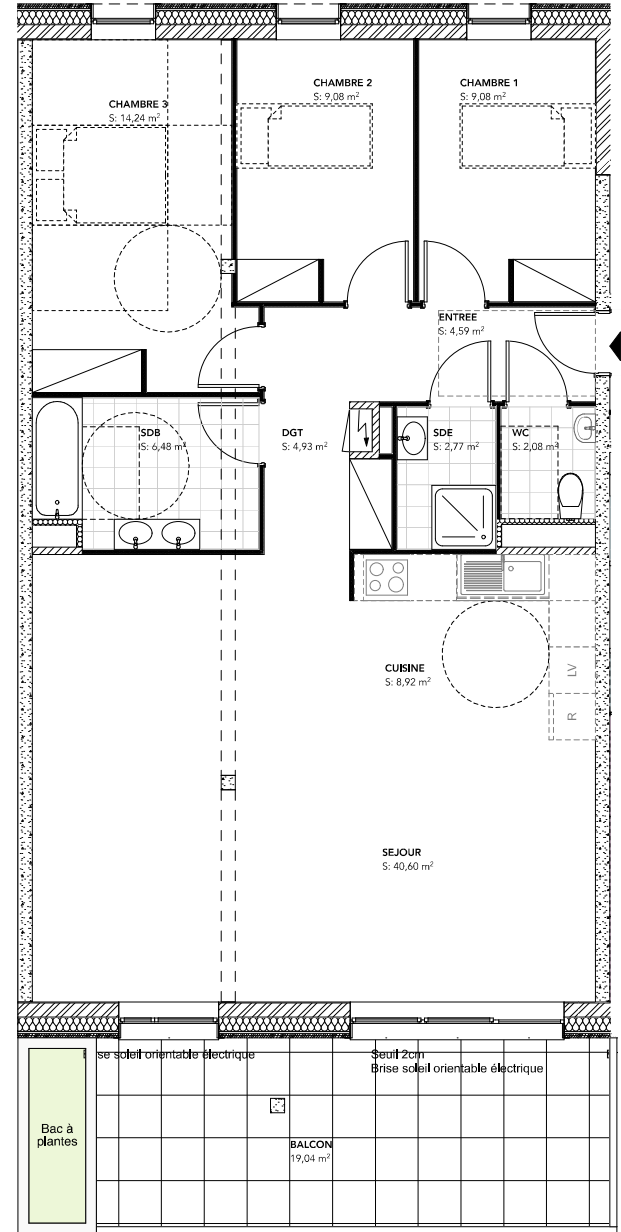 CHAMBRE 3
S: 14,24 m²
CHAMBRE 2
S: 9,08 m²
CHAMBRE 1
S: 9,08 m²
ENTREE
S: 4,59 m²
SDB
S: 6,48 m²
DGT
S: 4,93 m²
SDE
S: 2,77 m²
WC
S: 2,08 m²
CUISINE
S: 8,92 m²
LV
R
SEJOUR
S: 40,60 m²
se soleil orientable électrique
Seuil 2cm
Brise soleil orientable électrique
Bac à
plantes
BALCON
19,04 m²